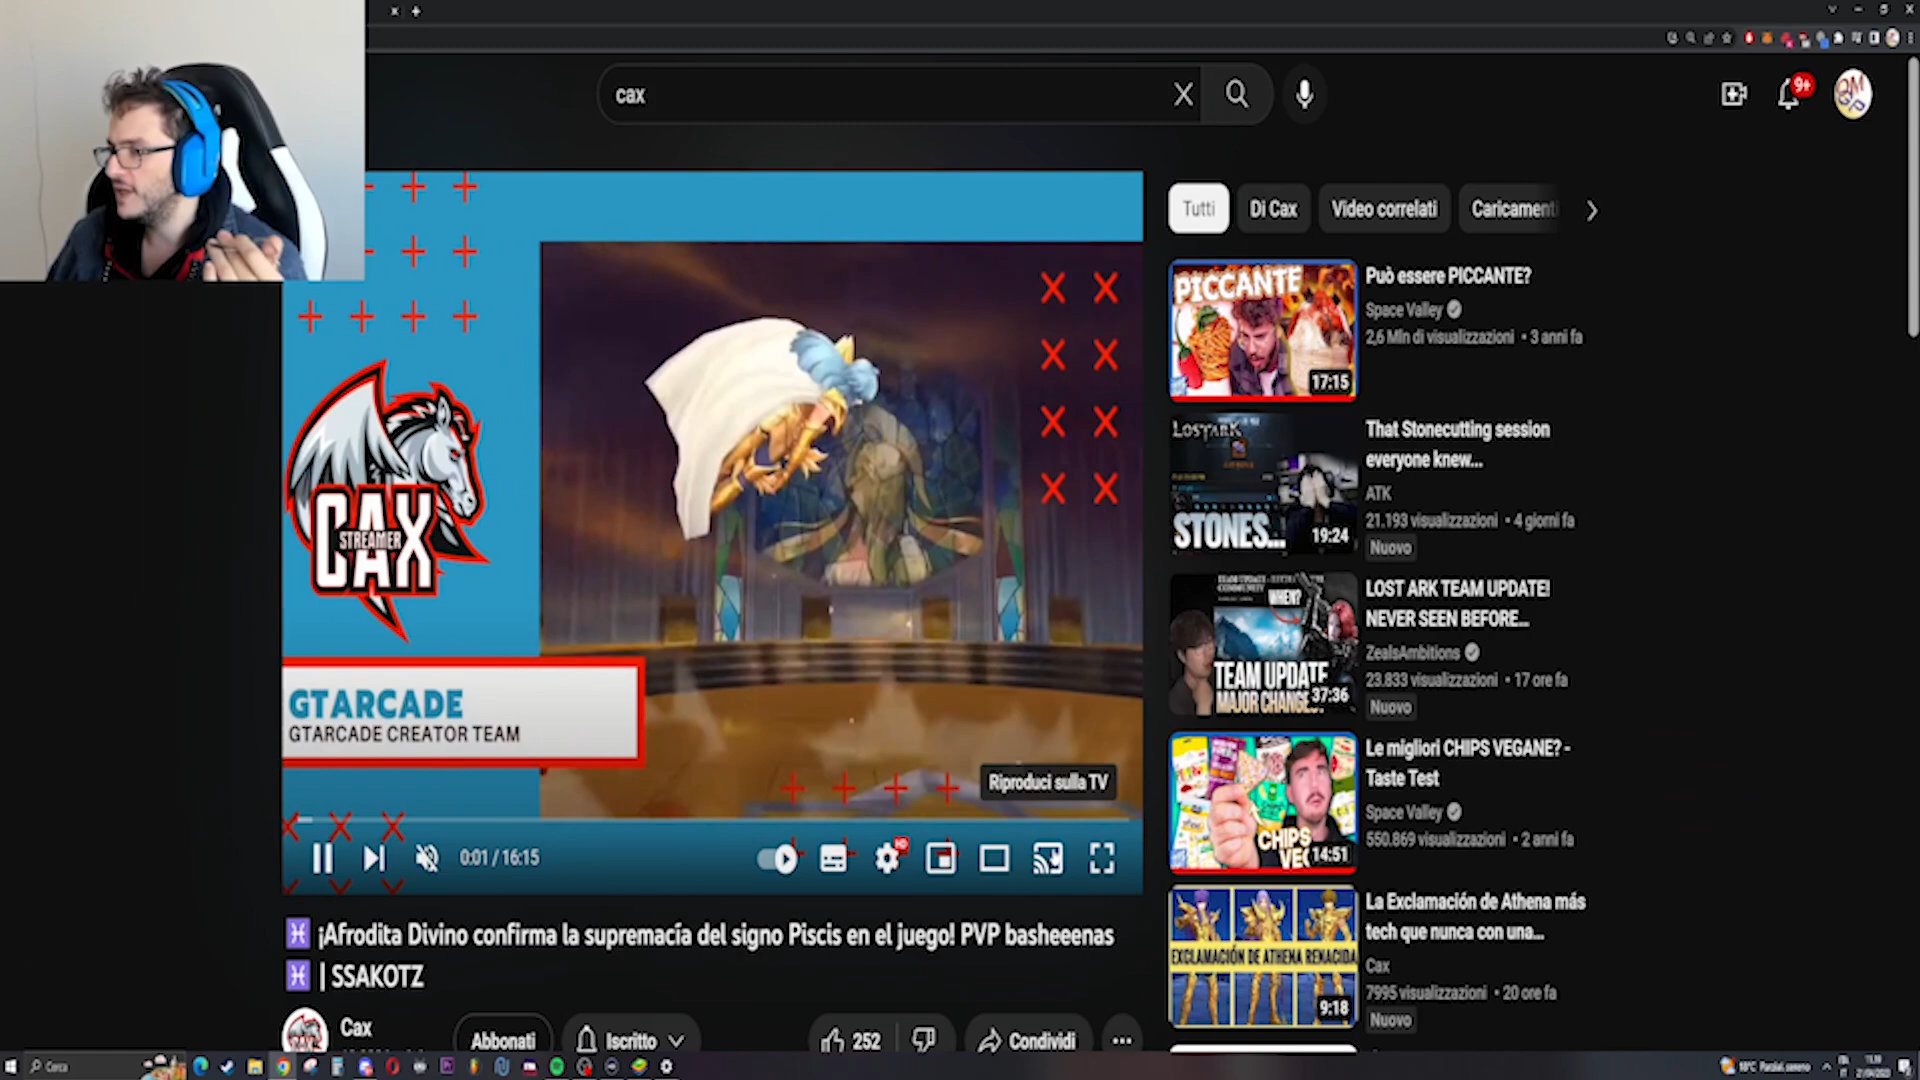 cax
9+
Tutti
Di Cax
Video correlati
Caricamenti
PICCANTE
17:15
Può essere PICCANTE?
Space Valley
2,6 Mln di visualizzazioni • 3 anni fa
LOST ARK
STONES...
19:24
That Stonecutting session
everyone knew...
ATK
21.193 visualizzazioni • 4 giorni fa
Nuovo
WHEN?
TEAM UPDATE
MAJOR CHANGE
37:36
LOST ARK TEAM UPDATE!
NEVER SEEN BEFORE...
ZealsAmbitions
23.833 visualizzazioni • 17 ore fa
Nuovo
CHIPS
14:51
Le migliori CHIPS VEGANE? -
Taste Test
Space Valley
550.869 visualizzazioni • 2 anni fa
EXCLAMACIÓN DE ATHENA RENACIDA
9:18
La Exclamación de Athena más
tech que nunca con una...
Cax
7995 visualizzazioni • 20 ore fa
Nuovo
CAX
STREAMER
GTARCADE
GTARCADE CREATOR TEAM
Riproduci sulla TV
0:01 / 16:15
HD
¡Afrodita Divino confirma la supremacía del signo Piscis en el juego! PVP basheeenas
| SSAKOTZ
Cax
Abbonati
Iscritto
252
Condividi
Cerca